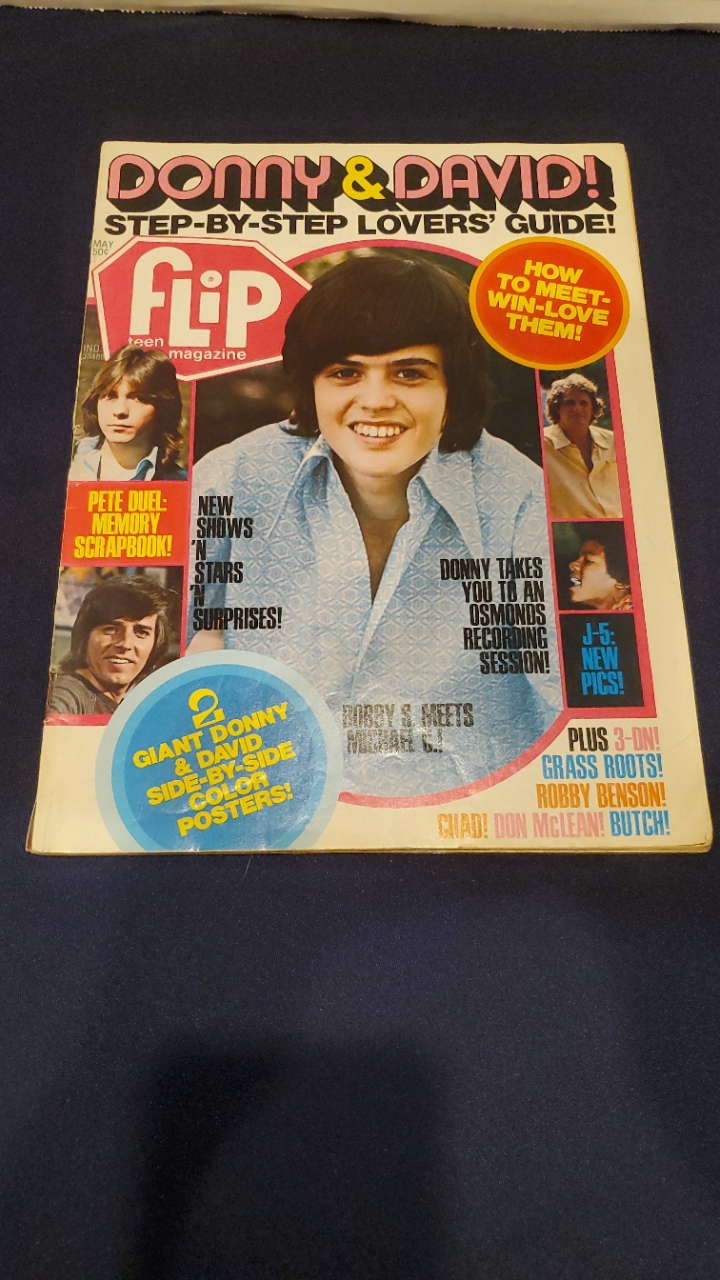 DONNY & DAVID!
STEP-BY-STEP LOVERS' GUIDE!
MAY
50¢
FLiP
teen
magazine
IND.
HOW
TO MEET-
WIN-LOVE
THEM!
PETE DUEL:
MEMORY
SCRAPBOOK!
NEW
SHOWS
'N
STARS
'N
SURPRISES!
DONNY TAKES
YOU TO AN
OSMONDS
RECORDING
SESSION!
J-5:
NEW
PICS!
2
GIANT DONNY
& DAVID
SIDE-BY-SIDE
COLOR
POSTERS!
BOBBY S. MEETS
MICHAEL G.!
PLUS 3-DN!
GRASS ROOTS!
ROBBY BENSON!
CHAD! DON McLEAN! BUTCH!